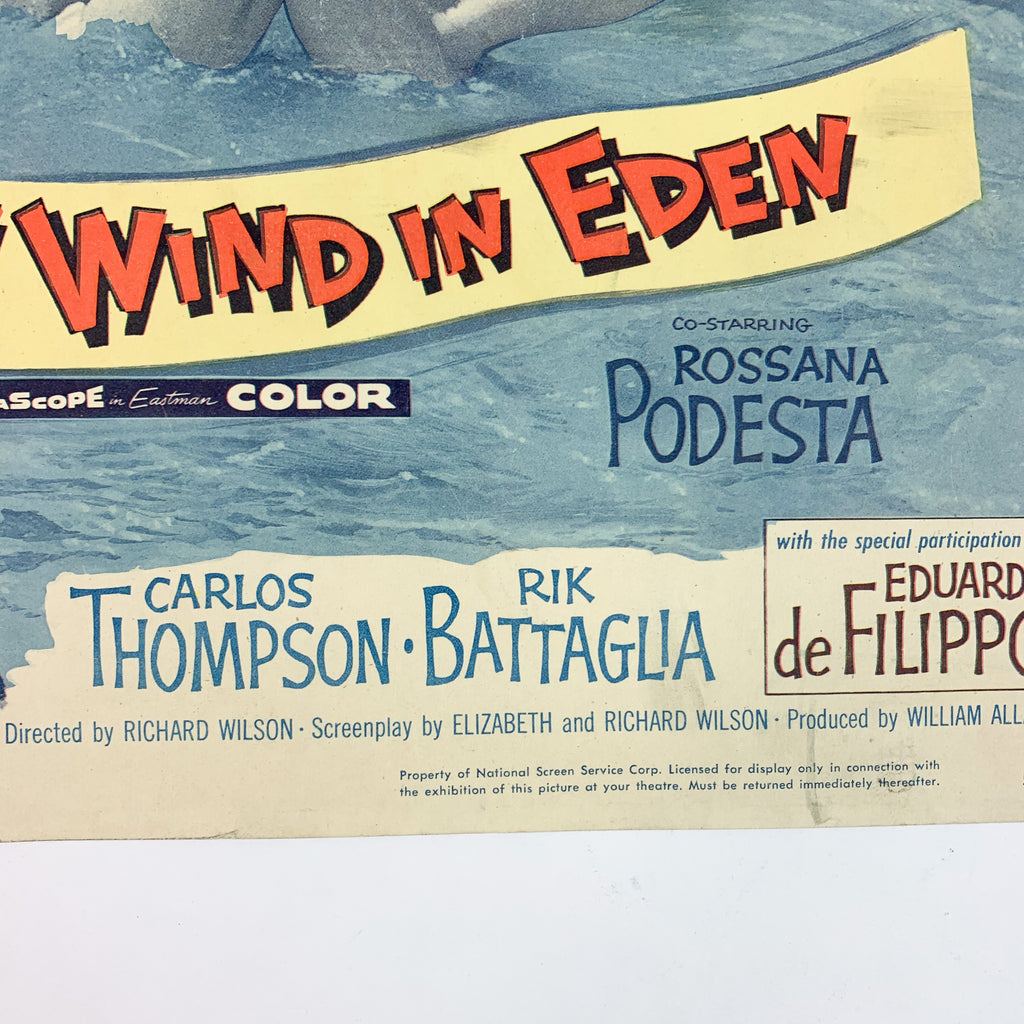 WIND IN EDEN
in Eastman COLOR
CO-STARRING
ROSSANA
PODESTA
CARLOS
THOMPSON · RIK
BATTAGLIA
with the special participation
EDUARD
de FILIPPO
Directed by RICHARD WILSON · Screenplay by ELIZABETH and RICHARD WILSON · Produced by WILLIAM
Property of National Screen Service Corp. Licensed for display only in connection with
the exhibition of this picture at your theatre. Must be returned immediately thereafter.